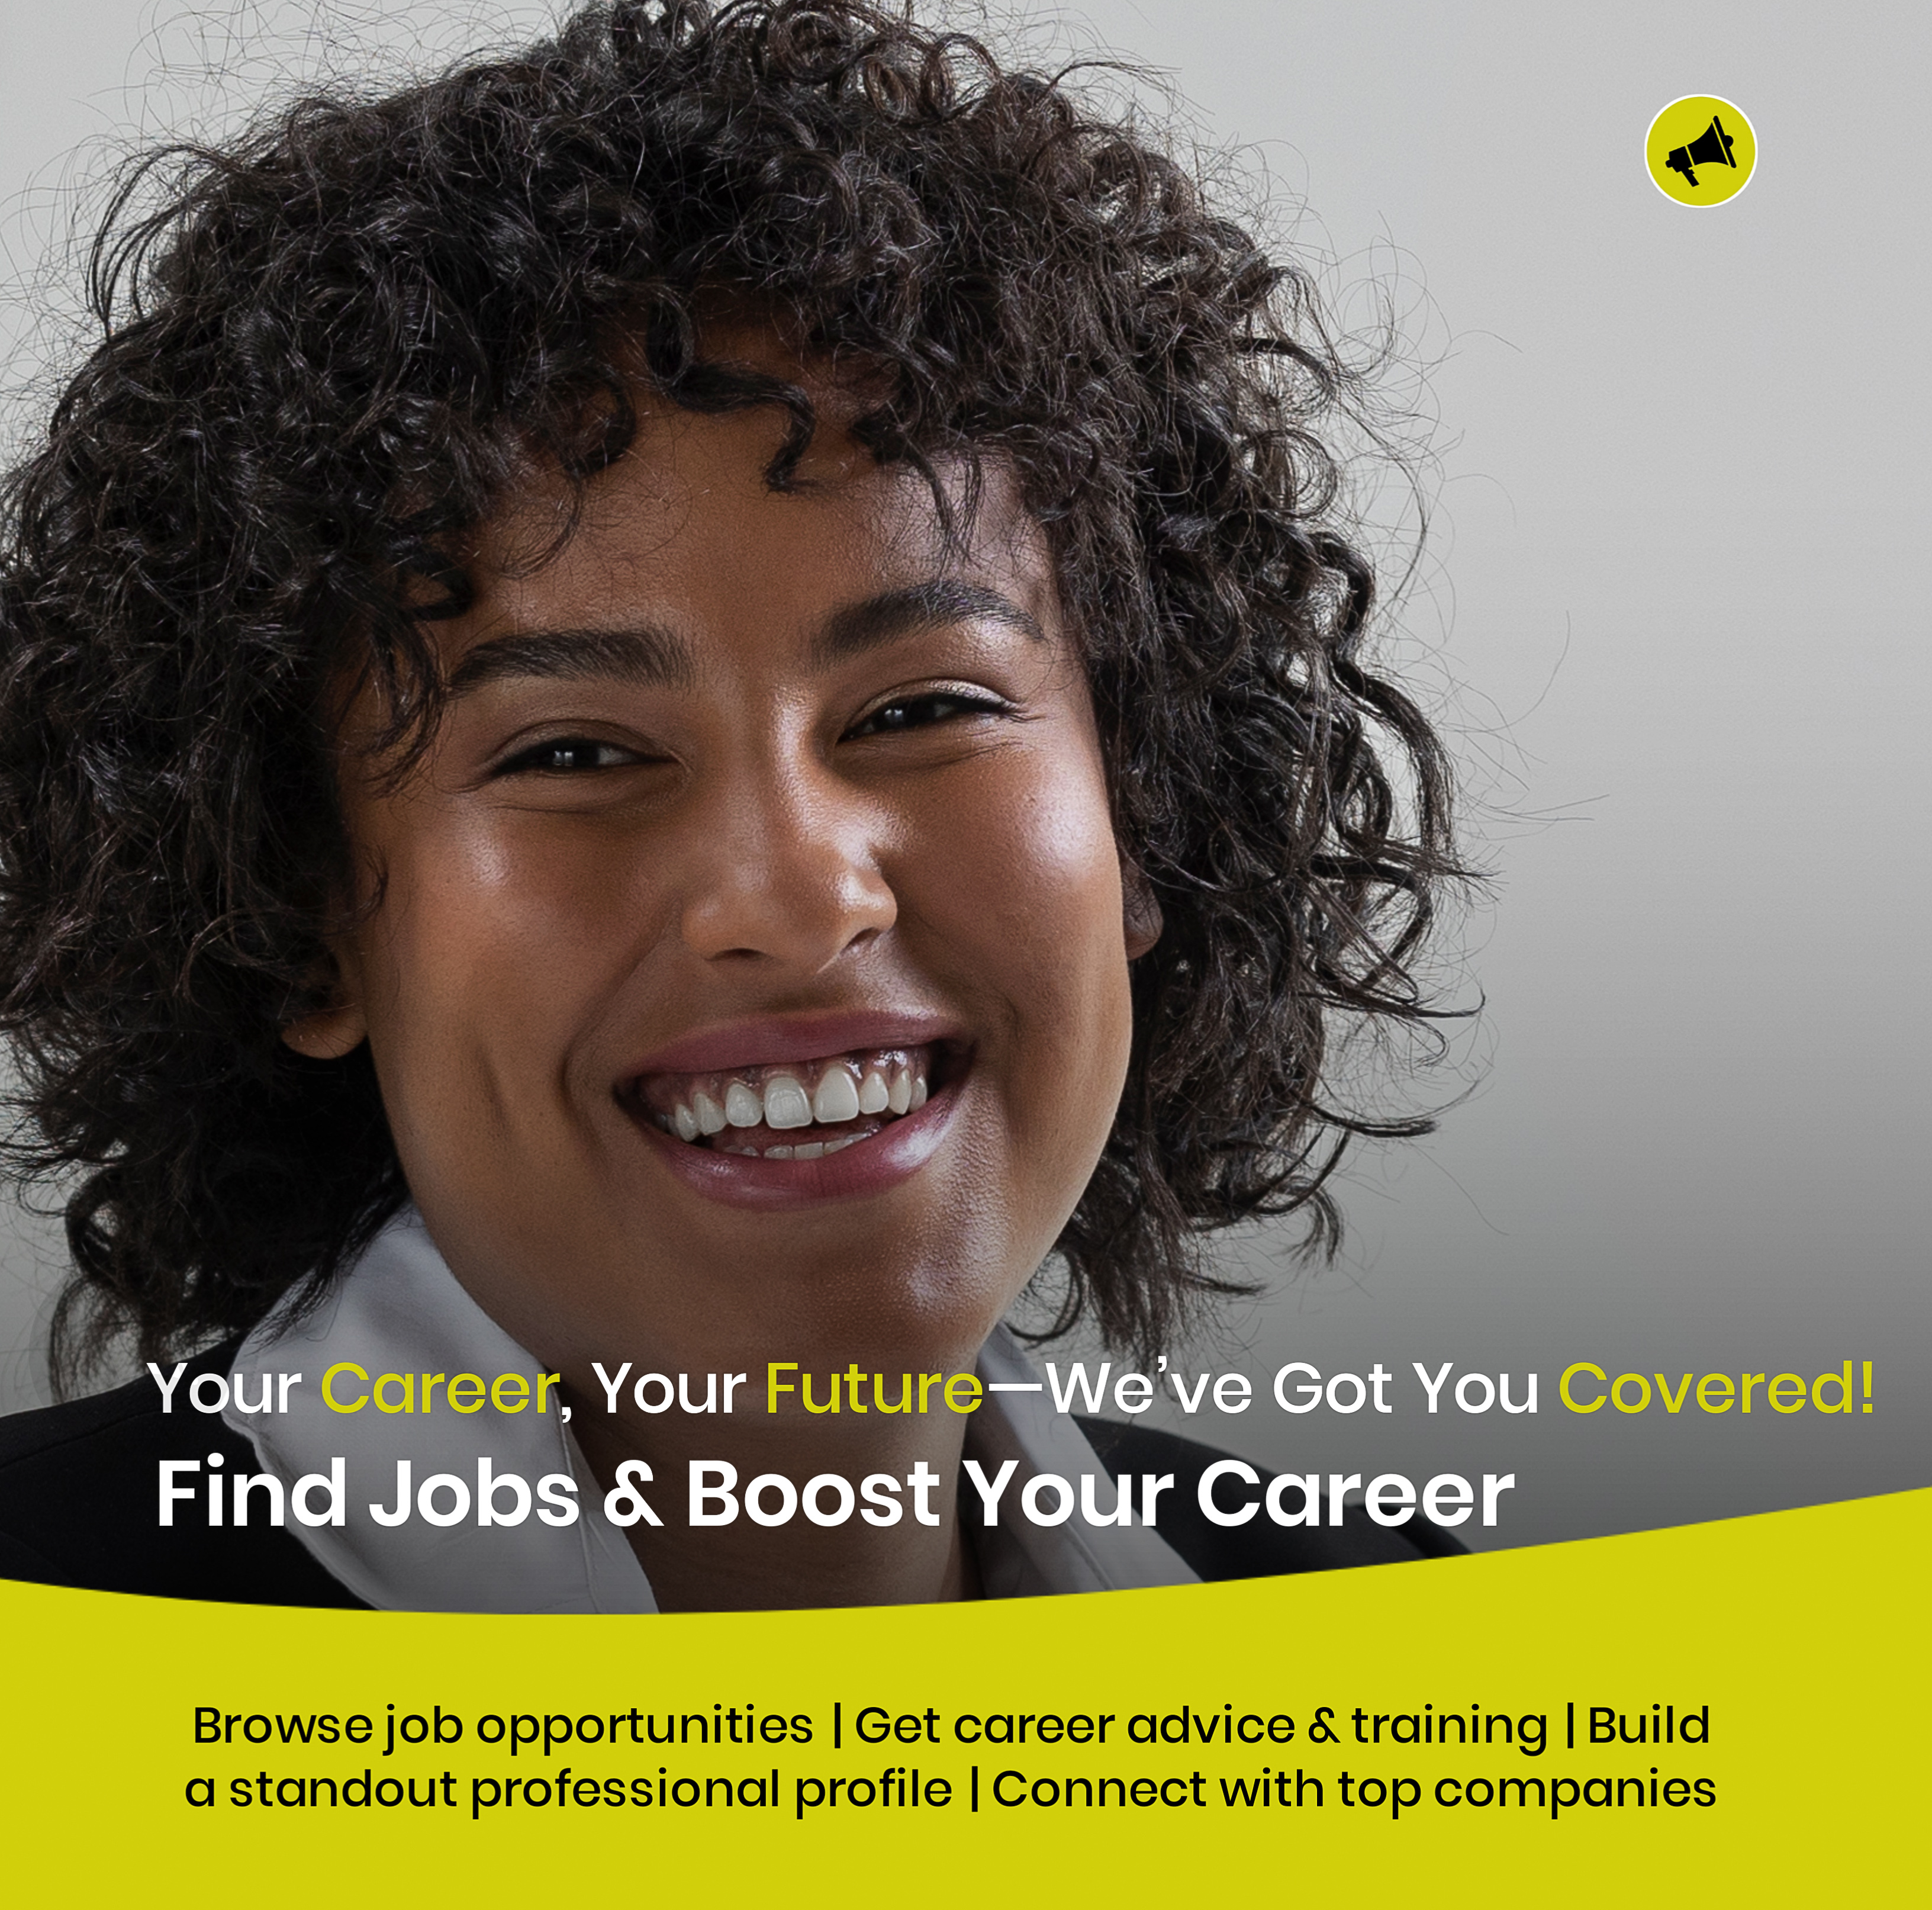 Your Career, Your Future—We’ve Got You Covered!
Find Jobs & Boost Your Career
Browse job opportunities | Get career advice & training | Build
a standout professional profile | Connect with top companies